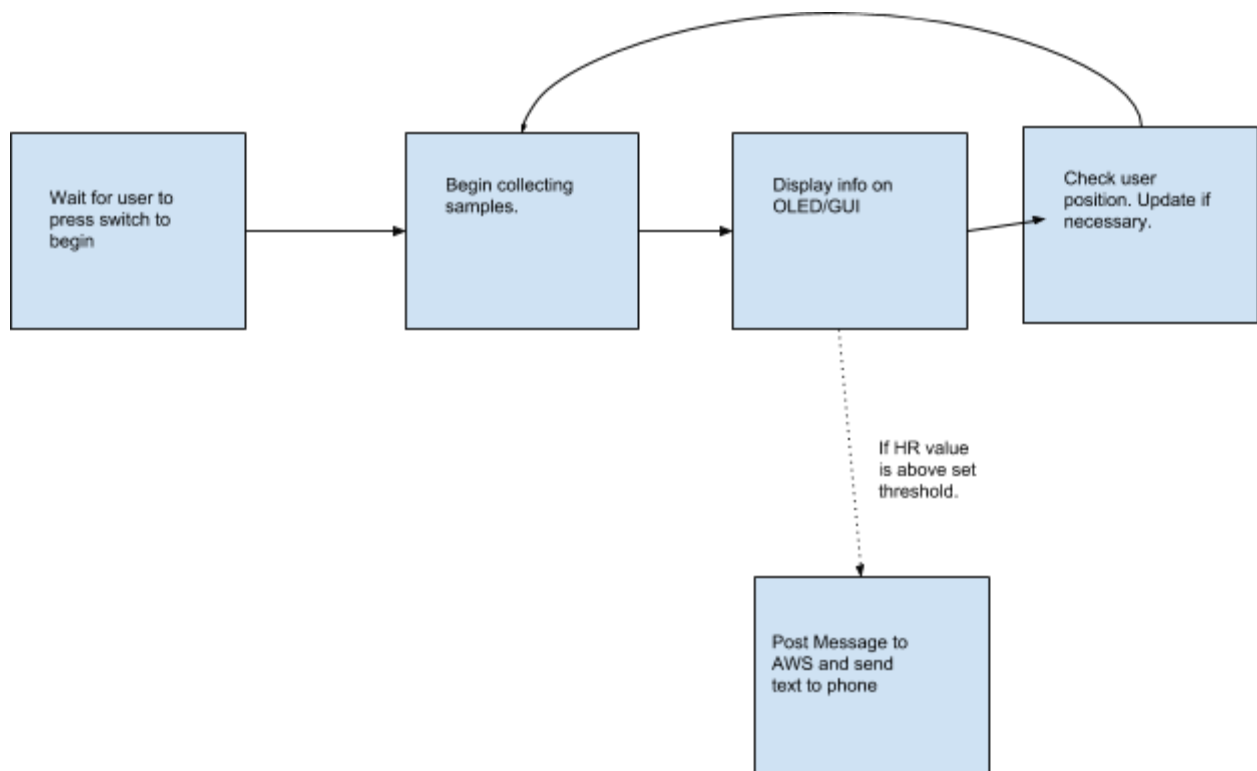 Wait for user to
press switch to
begin
Begin collecting
samples.
Display info on
OLED/GUI
Check user
position. Update if
necessary.
If HR value
is above set
threshold.
Post Message to
AWS and send
text to phone